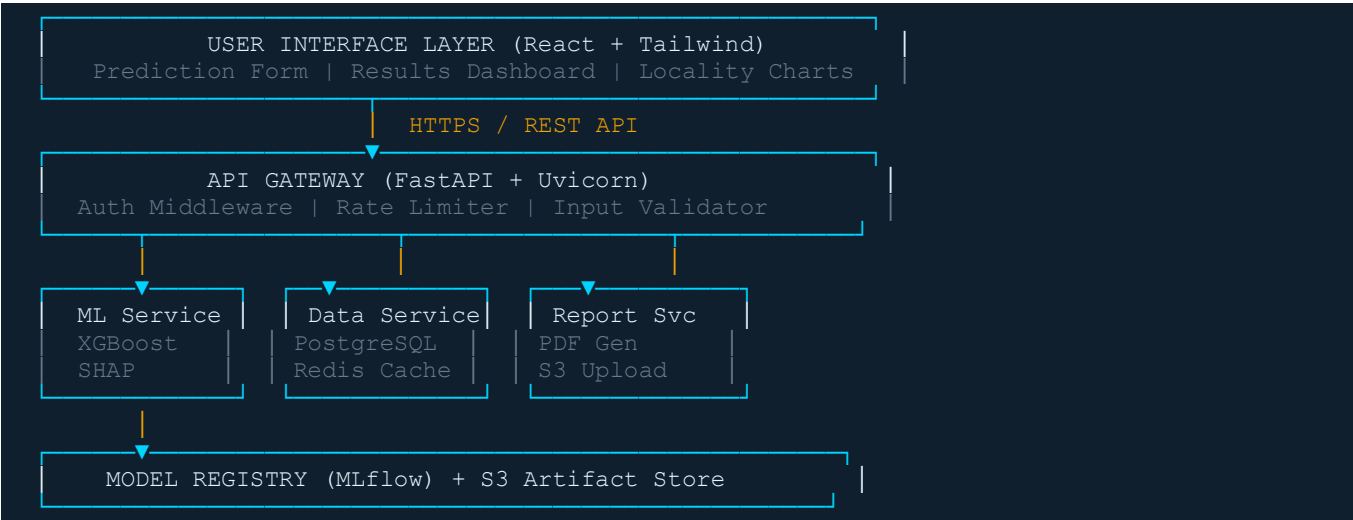 USER INTERFACE LAYER (React + Tailwind)
Prediction Form | Results Dashboard | Locality Charts
HTTPS / REST API
API GATEWAY (FastAPI + Uvicorn)
Auth Middleware | Rate Limiter | Input Validator
ML Service
XGBoost
SHAP
Data Service
PostgreSQL
Redis Cache
Report Svc
PDF Gen
S3 Upload
MODEL REGISTRY (MLflow) + S3 Artifact Store